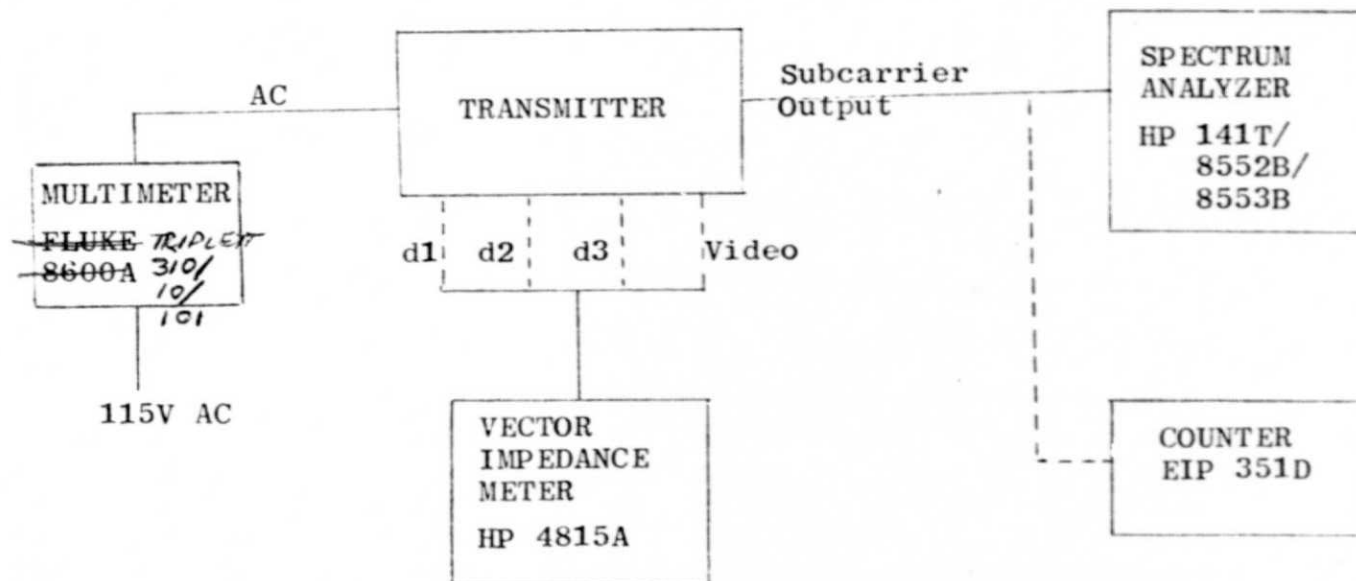 AC
TRANSMITTER
Subcarrier
Output
SPECTRUM
ANALYZER
HP 141T/
8552B/
8553B
MULTIMETER
FLUKE TRIPLETT
8600A 310/
10/
101
115V AC
d1 d2 d3 Video
VECTOR
IMPEDANCE
METER
HP 4815A
COUNTER
EIP 351D